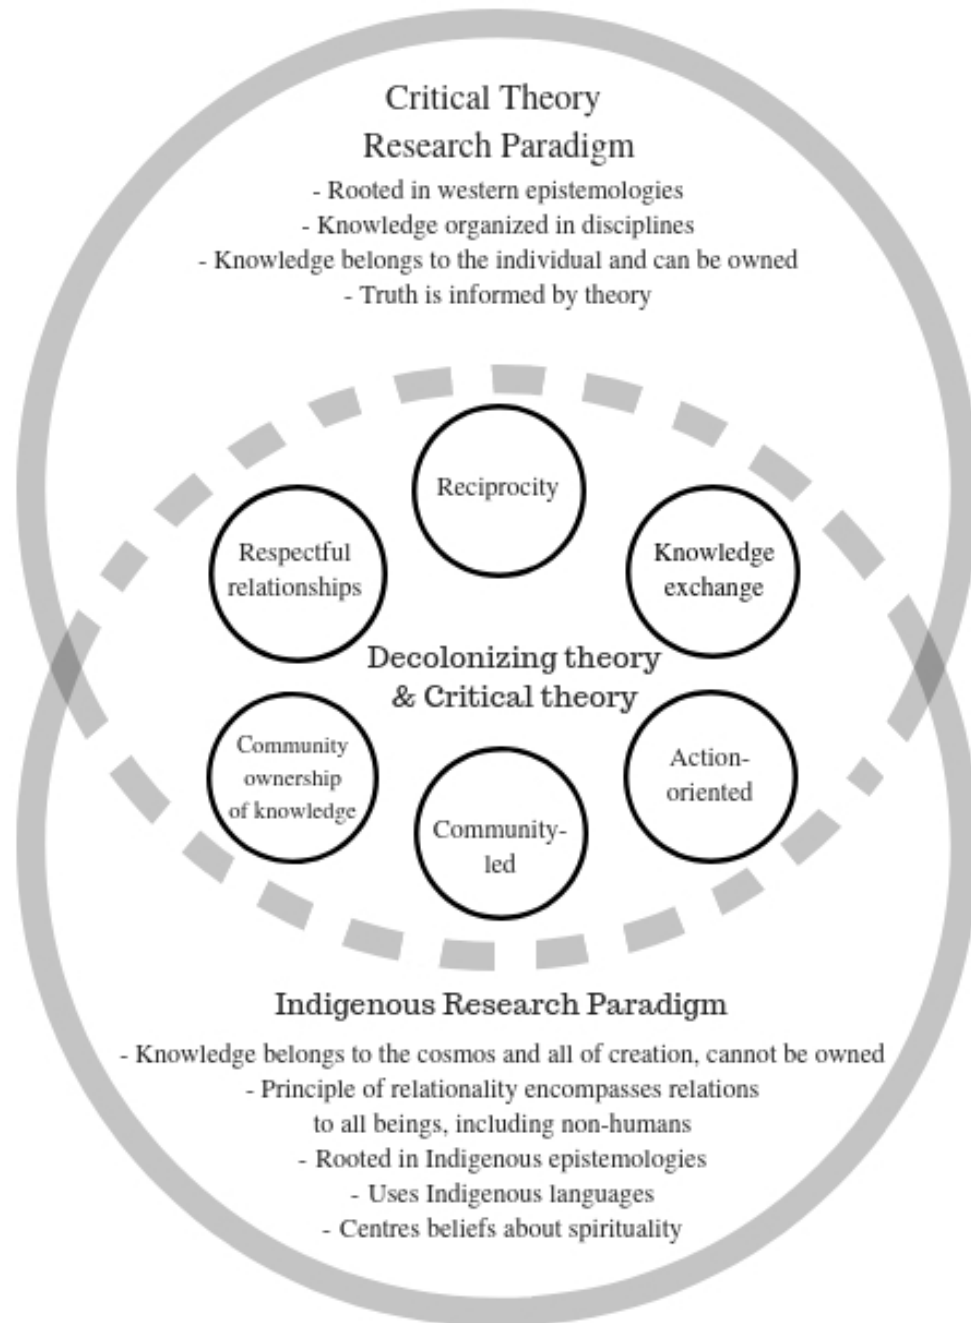 Critical Theory
Research Paradigm
- Rooted in western epistemologies
- Knowledge organized in disciplines
- Knowledge belongs to the individual and can be owned
- Truth is informed by theory
Reciprocity
Respectful
relationships
Knowledge
exchange
Decolonizing theory
& Critical theory
Community
ownership
of knowledge
Community-
led
Action-
oriented
Indigenous Research Paradigm
- Knowledge belongs to the cosmos and all of creation, cannot be owned
- Principle of relationality encompasses relations
to all beings, including non-humans
- Rooted in Indigenous epistemologies
- Uses Indigenous languages
- Centres beliefs about spirituality